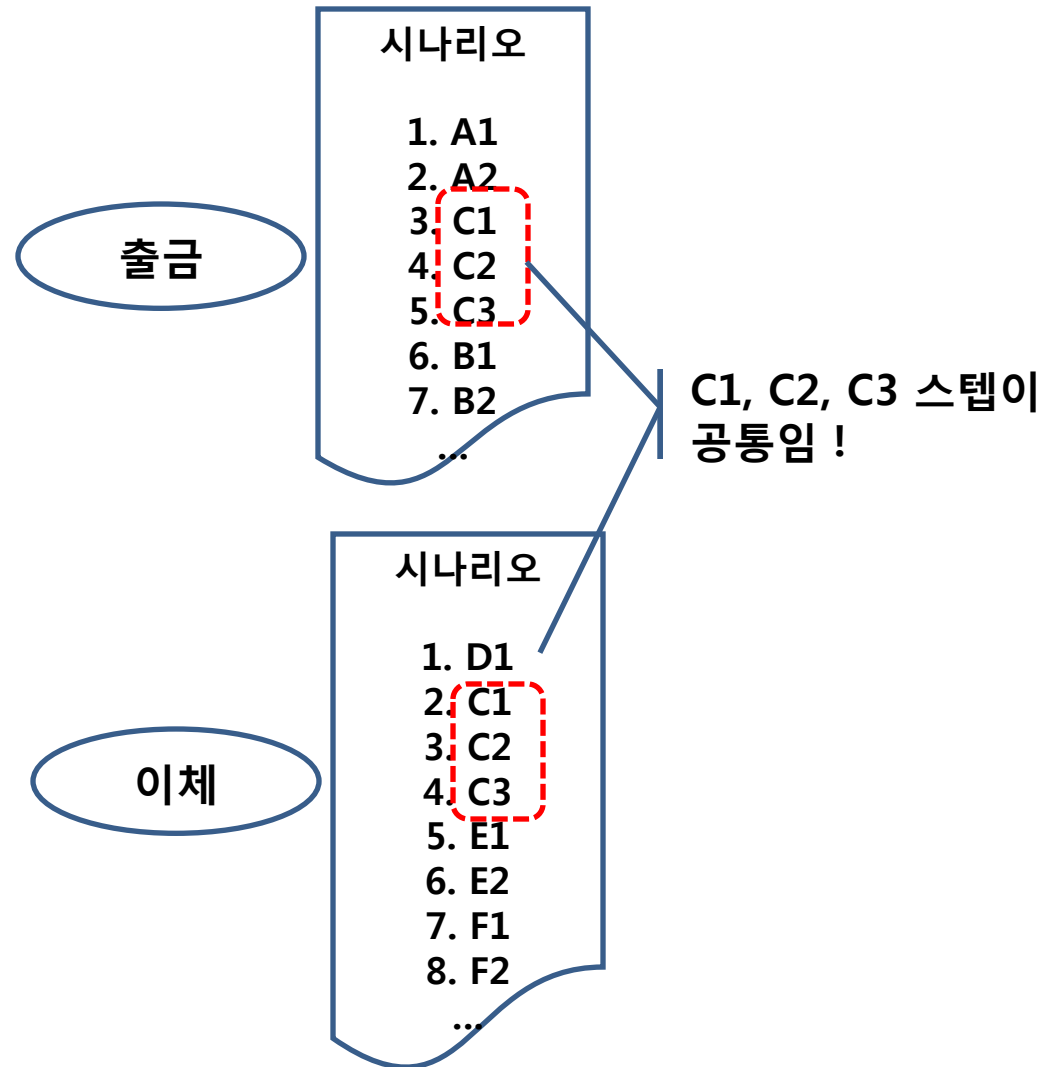 시나리오
1. A1
2. A2
3. C1
4. C2
5. C3
6. B1
7. B2
...
출금
C1, C2, C3 스텝이
공통임 !
시나리오
1. D1
2. C1
3. C2
4. C3
5. E1
6. E2
7. F1
8. F2
...
이체